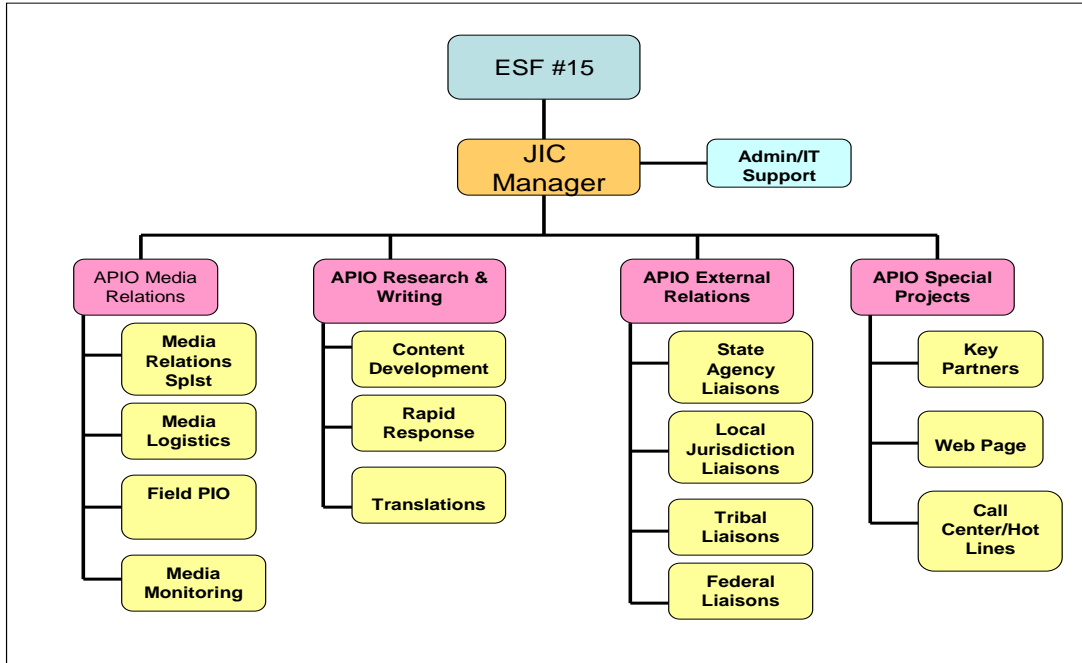 ESF #15
JIC
Manager
Admin/IT
Support
APIO Media
Relations
Media
Relations
Splst
Media
Logistics
Field PIO
Media
Monitoring
APIO Research &
Writing
Content
Development
Rapid
Response
Translations
APIO External
Relations
State
Agency
Liaisons
Local
Jurisdiction
Liaisons
Tribal
Liaisons
Federal
Liaisons
APIO Special
Projects
Key
Partners
Web Page
Call
Center/Hot
Lines